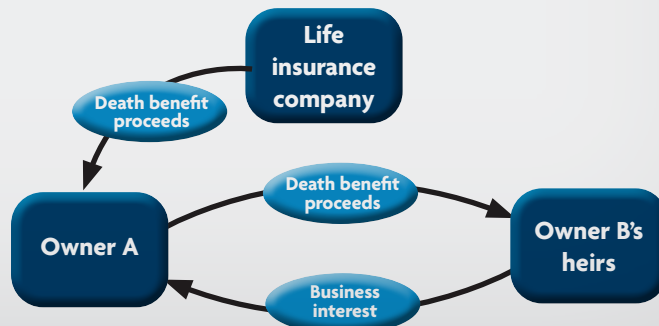 Life
insurance
company
Death benefit
proceeds
Death benefit
proceeds
Owner A
Owner B's
heirs
Business
interest